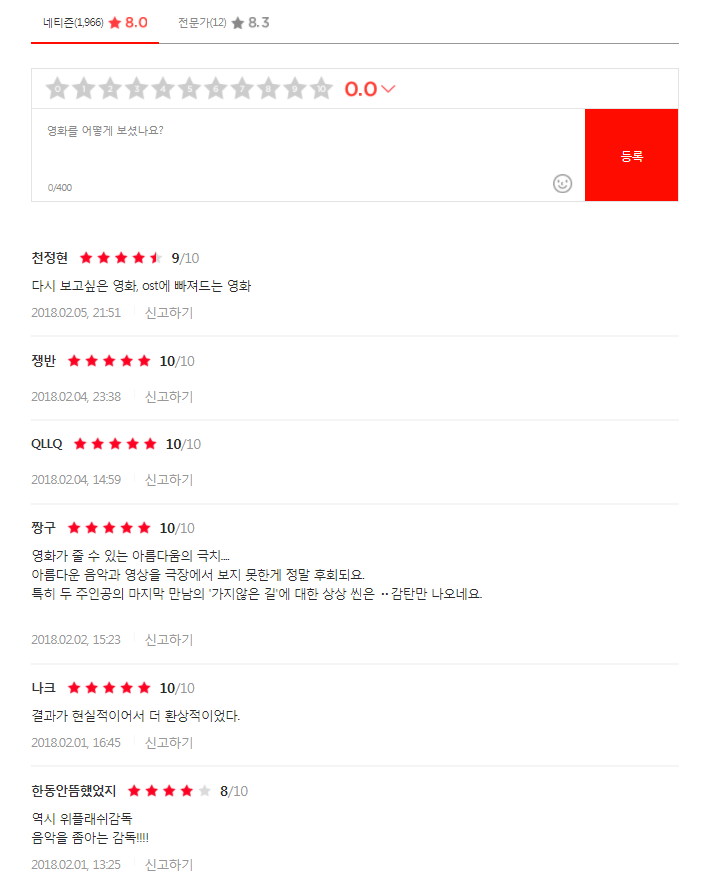 네티즌(1,966) 8.0 전문가(12) 8.3
0 1 2 3 4 5 6 7 8 9 10 0.0
영화를 어떻게 보셨나요?
등록
0/400
천정현 9/10
다시 보고싶은 영화, ost에 빠져드는 영화
2018.02.05, 21:51 신고하기
쟁반 10/10
2018.02.04, 23:38 신고하기
QLLQ 10/10
2018.02.04, 14:59 신고하기
짱구 10/10
영화가 줄 수 있는 아름다움의 극치....
아름다운 음악과 영상을 극장에서 보지 못한게 정말 후회되요.
특히 두 주인공의 마지막 만남의 '가지않은 길'에 대한 상상 씬은 ··감탄만 나오네요.
2018.02.02, 15:23 신고하기
나크 10/10
결과가 현실적이어서 더 환상적이었다.
2018.02.01, 16:45 신고하기
한동안뜸했었지 8/10
역시 위플래쉬감독
음악을 좀아는 감독!!!!
2018.02.01, 13:25 신고하기